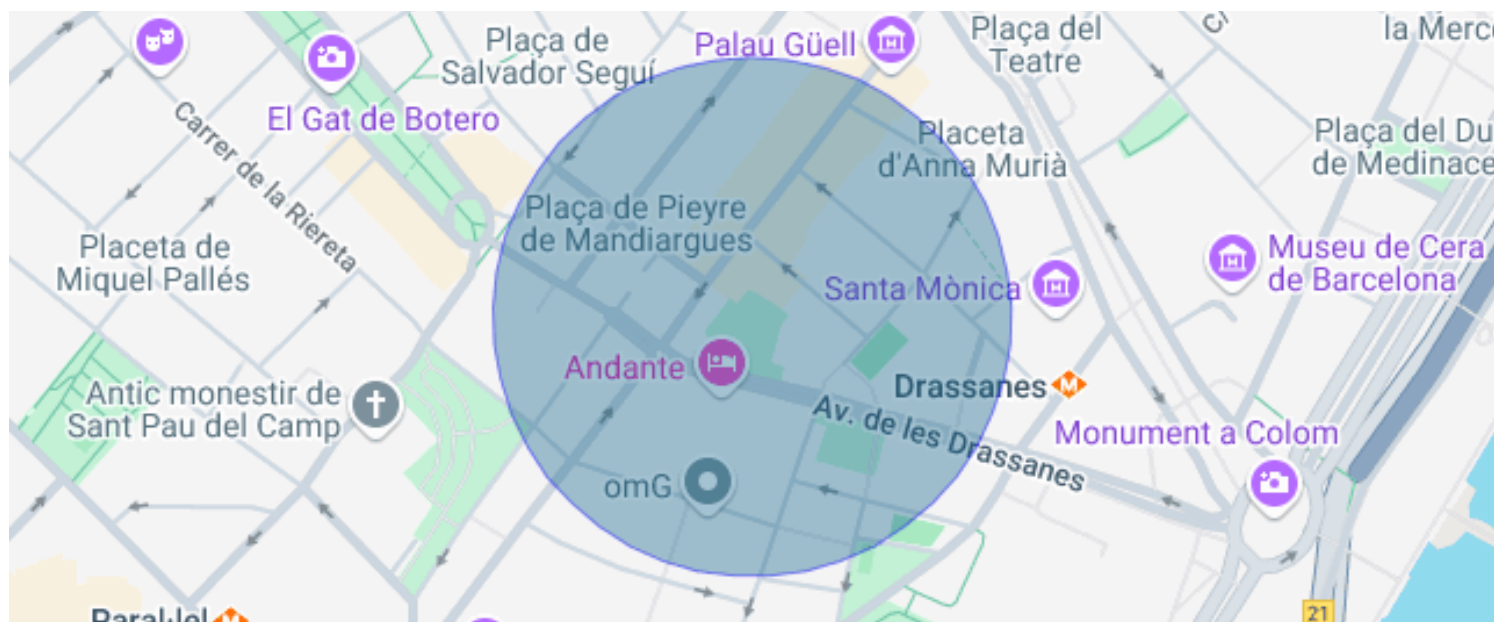 Plaça de
Salvador Seguí
Palau Güell
Plaça del
Teatre
la Merc
El Gat de Botero
Carrer de la Riereta
Placeta
d'Anna Murià
Plaça del Du
de Medinace
Plaça de Pieyre
de Mandiargues
Placeta de
Miquel Pallés
Santa Mònica
Museu de Cera
de Barcelona
Andante
Drassanes
M
Antic monestir de
Sant Pau del Camp
Av. de les Drassanes
Monument a Colom
omG
Paral·lel
21